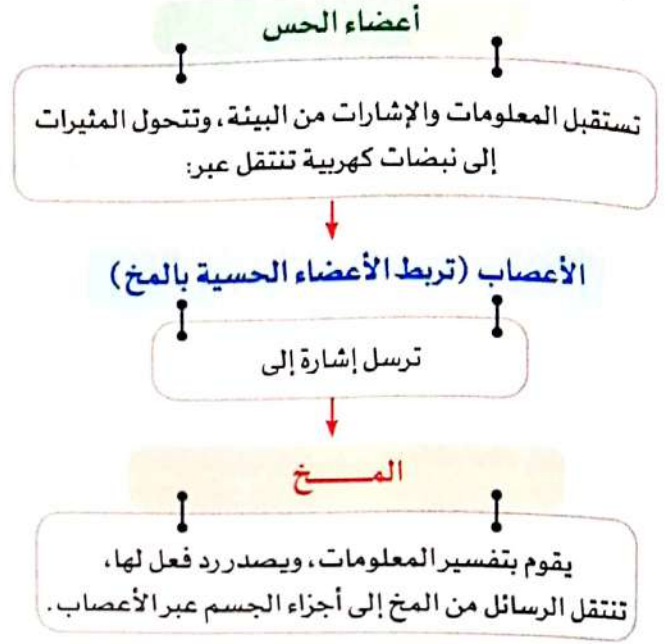 أعضاء الحس
تستقبل المعلومات والإشارات من البيئة، وتتحول المثيرات
إلى نبضات كهربية تنتقل عبر:
الأعصاب (تربط الأعضاء الحسية بالمخ)
ترسل إشارة إلى
المـــــخ
يقوم بتفسير المعلومات، ويصدر رد فعل لها،
تنتقل الرسائل من المخ إلى أجزاء الجسم عبر الأعصاب.